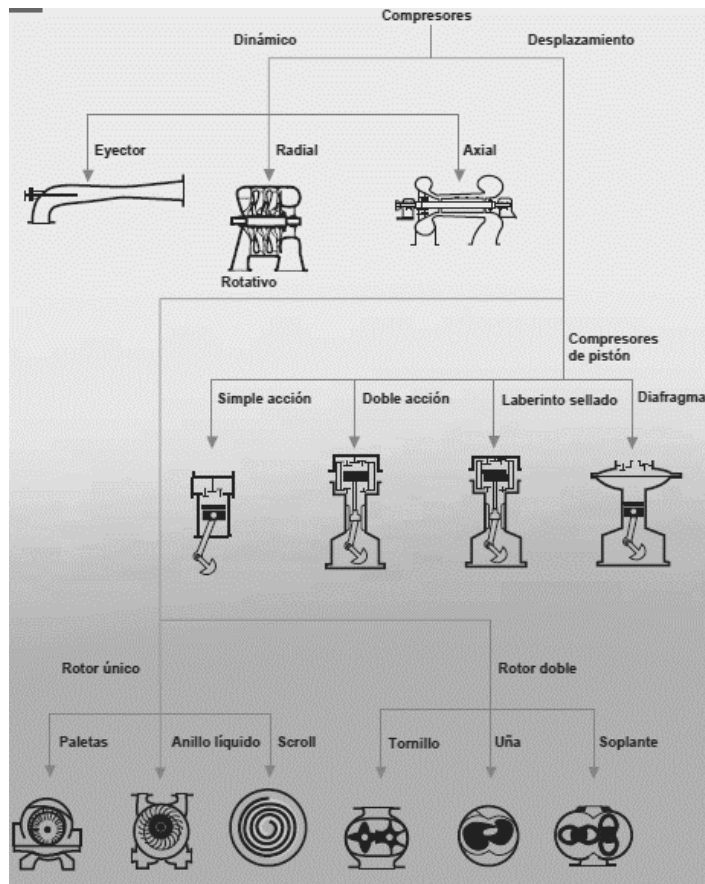 Compresores
Dinámico
Desplazamiento
Eyector
Radial
Axial
Rotativo
Compresores
de pistón
Simple acción
Doble acción
Laberinto sellado
Diafragma
Rotor único
Rotor doble
Paletas
Anillo líquido
Scroll
Tornillo
Uña
Soplante